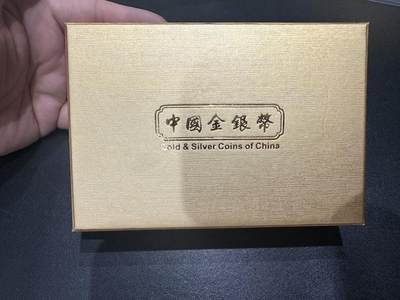 中國金銀幣
Gold & Silver Coins of China